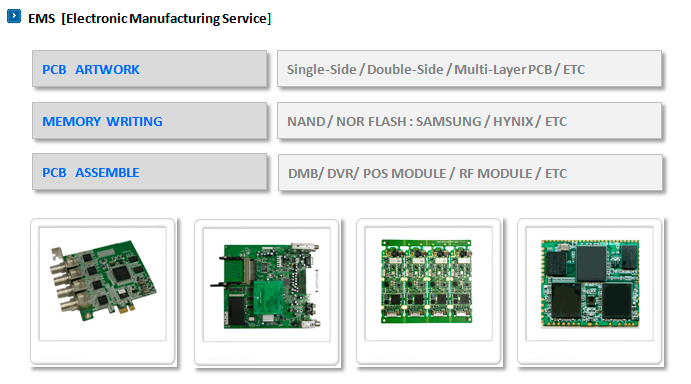 EMS [Electronic Manufacturing Service]
PCB ARTWORK
Single-Side / Double-Side / Multi-Layer PCB / ETC
MEMORY WRITING
NAND / NOR FLASH : SAMSUNG / HYNIX / ETC
PCB ASSEMBLE
DMB/ DVR/ POS MODULE / RF MODULE / ETC